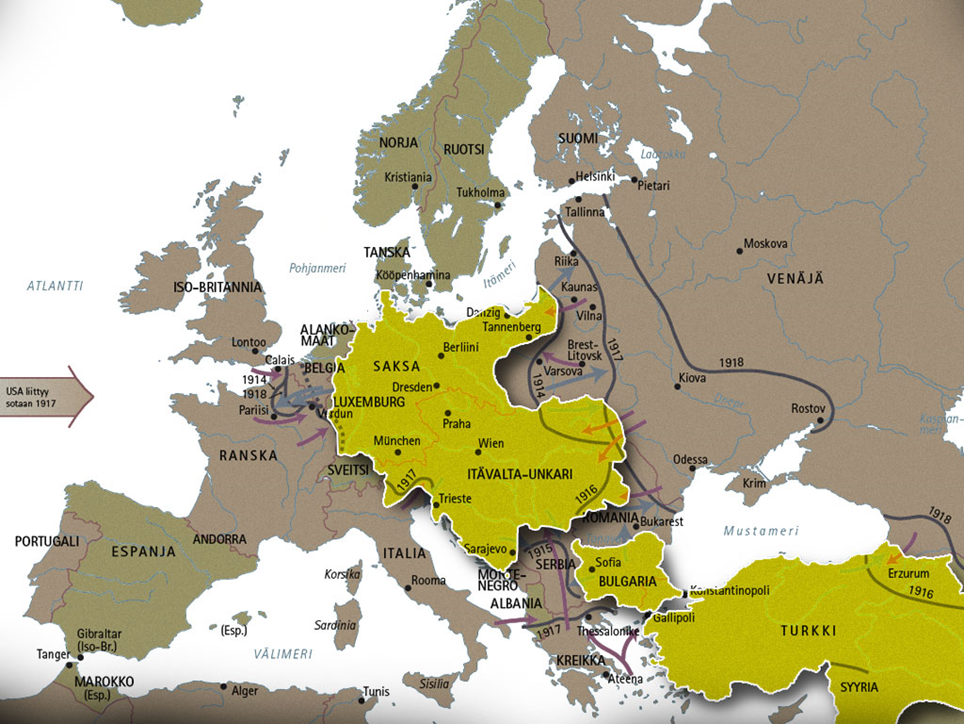 NORJA
RUOTSI
SUOMI
Laatokka
Kristiania
Tukholma
Helsinki
Pietari
Tallinna
Moskova
TANSKA
Riika
VENÄJÄ
Pohjanmeri
Kööpenhamina
Itämeri
ATLANTTI
ISO-BRITANNIA
Kaunas
Vilna
Danzig
Tannenberg
ALANKO-
MAAT
Lontoo
Berliini
SAKSA
Brest-
Litovsk
1917
Calais
BELGIA
Varsova
1918
1914
USA liittyy
sotaan 1917
1914
1918
Dresden
Kiova
Dnepr
LUXEMBURG
Pariisi
Verdun
Rostov
Kaspian-
meri
Praha
München
Wien
RANSKA
SVEITSI
ITÄVALTA–UNKARI
Odessa
1917
Krim
Trieste
1916
ROMANIA
Bukarest
PORTUGALI
ESPANJA
ANDORRA
Mustameri
1918
Tonava
ITALIA
Sarajevo
1915
SERBIA
Sofia
BULGARIA
Korsika
Rooma
MONTE-
NEGRO
Erzurum
1916
Konstantinopoli
ALBANIA
Gallipoli
Sardinia
(Esp.)
1917
Thessalonike
TURKKI
Gibraltar
(Iso-Br.)
Tanger
VÄLIMERI
KREIKKA
Ateena
MAROKKO
(Esp.)
Alger
Tunis
Sisilia
SYYRIA